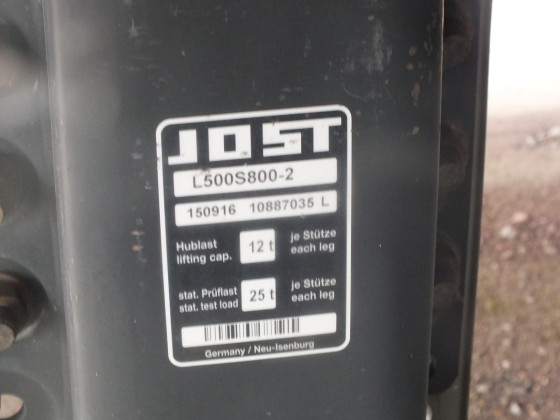 JOST
L500S800-2
150916 10887035 L
Hublast 12 t je Stütze
lifting cap. each leg
stat. Prüflast 25 t je Stütze
stat. test load each leg
Germany / Neu-Isenburg